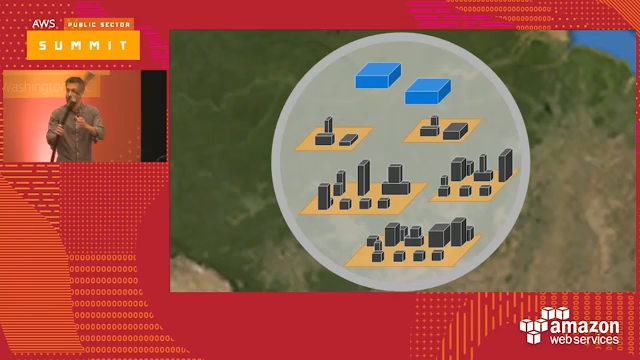 AWS
PUBLIC SECTOR
SUMMIT
Washington
amazon
web services